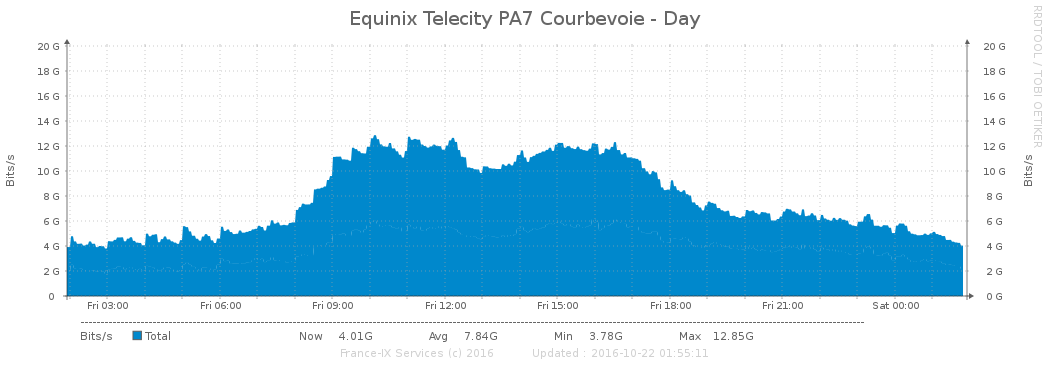 Equinix Telecity PA7 Courbevoie - Day
RRDTOOL / TOBI OETIKER
Bits/s
20 G 20 G
18 G 18 G
16 G 16 G
14 G 14 G
12 G 12 G
10 G 10 G
8 G 8 G
6 G 6 G
4 G 4 G
2 G 2 G
0 0 G
Bits/s
Fri 03:00 Fri 06:00 Fri 09:00 Fri 12:00 Fri 15:00 Fri 18:00 Fri 21:00 Sat 00:00
Bits/s Total Now 4.01G Avg 7.84G Min 3.78G Max 12.85G
France-IX Services (c) 2016 Updated : 2016-10-22 01:55:11